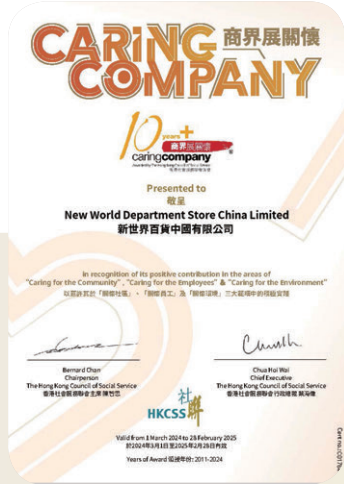 CARING 商界展關懷
COMPANY
10 years +
商界展關懷
caringcompany
Presented to
敬呈
New World Department Store China Limited
新世界百貨中國有限公司
in recognition of its positive contribution in the areas of
"Caring for the Community", "Caring for the Employees" & "Caring for the Environment"
以嘉許其於「關懷社區」、「關懷員工」及「關懷環境」三大範疇中的積極實踐
Bernard Chan
Chairperson
The Hong Kong Council of Social Service
香港社會服務聯會主席 陳智思
Chua Hoi Wai
Chief Executive
The Hong Kong Council of Social Service
香港社會服務聯會行政總裁 蔡海偉
社聯
HKCSS
Valid from 1 March 2024 to 28 February 2025
於2024年3月1日至2025年2月28日有效
Years of Award 獲選年份: 2011-2024